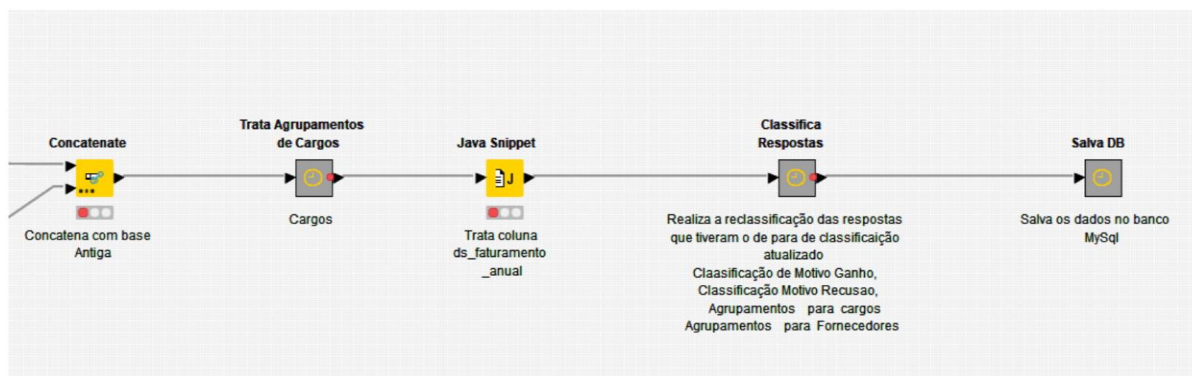 Concatenate
Concatena com base
Antiga
Trata Agrupamentos
de Cargos
Cargos
Java Snippet
J
Trata coluna
ds_faturamento
_anual
Classifica
Respostas
Realiza a reclassificação das respostas
que tiveram o de para de classificaição
atualizado
Claasificação de Motivo Ganho,
Classificação Motivo Recusao,
Agrupamentos para cargos
Agrupamentos para Fornecedores
Salva DB
Salva os dados no banco
MySql